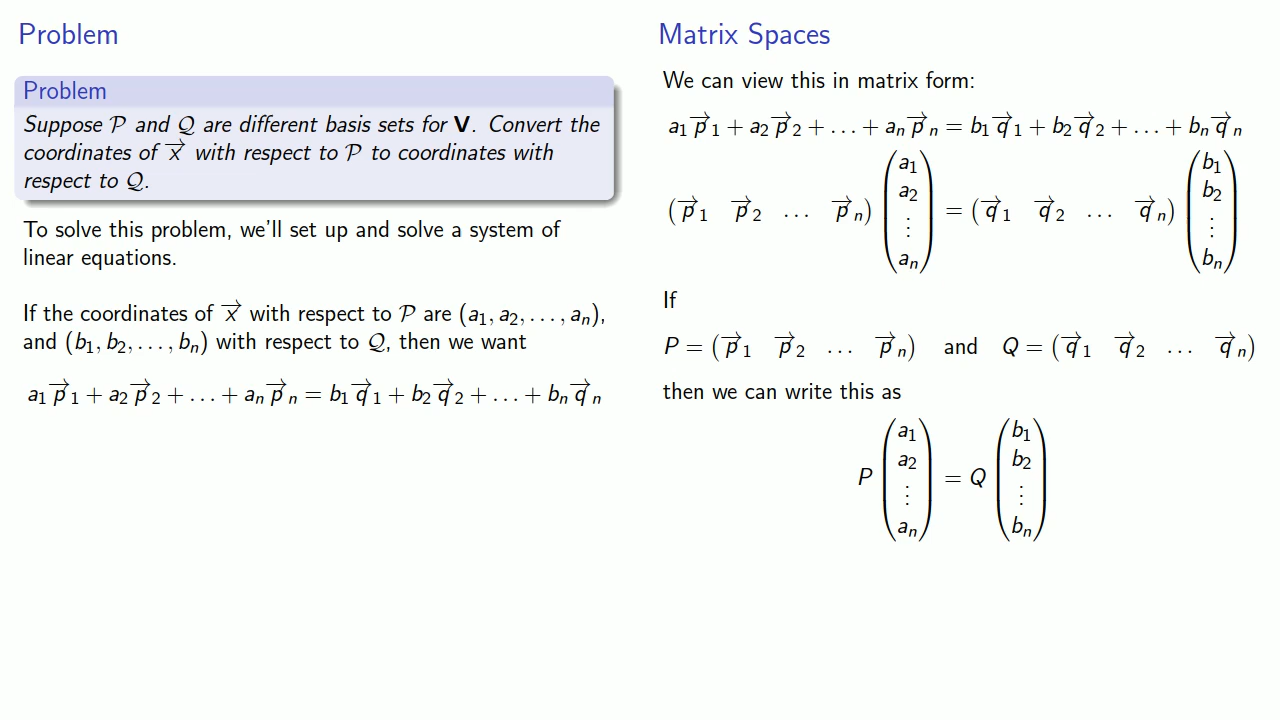 Problem
Problem
Suppose 𝒫 and 𝒬 are different basis sets for V. Convert the
coordinates of x⃗ with respect to 𝒫 to coordinates with
respect to 𝒬.
To solve this problem, we'll set up and solve a system of
linear equations.
If the coordinates of x⃗ with respect to 𝒫 are (a₁, a₂, . . . , aₙ),
and (b₁, b₂, . . . , bₙ) with respect to 𝒬, then we want
a₁p⃗₁ + a₂p⃗₂ + . . . + aₙp⃗ₙ = b₁q⃗₁ + b₂q⃗₂ + . . . + bₙq⃗ₙ
Matrix Spaces
We can view this in matrix form:
a₁p⃗₁ + a₂p⃗₂ + . . . + aₙp⃗ₙ = b₁q⃗₁ + b₂q⃗₂ + . . . + bₙq⃗ₙ
(p⃗₁ p⃗₂ . . . p⃗ₙ) (a₁ a₂ ⋮ aₙ) = (q⃗₁ q⃗₂ . . . q⃗ₙ) (b₁ b₂ ⋮ bₙ)
If
P = (p⃗₁ p⃗₂ . . . p⃗ₙ) and Q = (q⃗₁ q⃗₂ . . . q⃗ₙ)
then we can write this as
P (a₁ a₂ ⋮ aₙ) = Q (b₁ b₂ ⋮ bₙ)